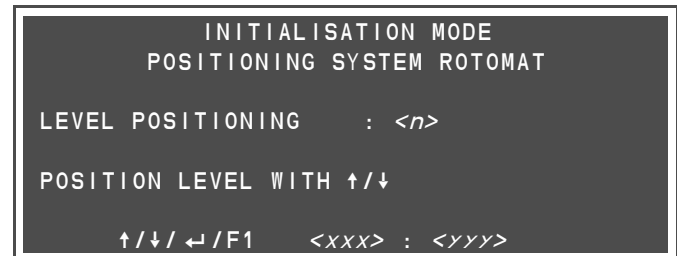 INITIALISATION MODE
POSITIONING SYSTEM ROTOMAT
LEVEL POSITIONING : <n>
POSITION LEVEL WITH ↑/↓
↑/↓/↵/F1 <xxx> : <yyy>